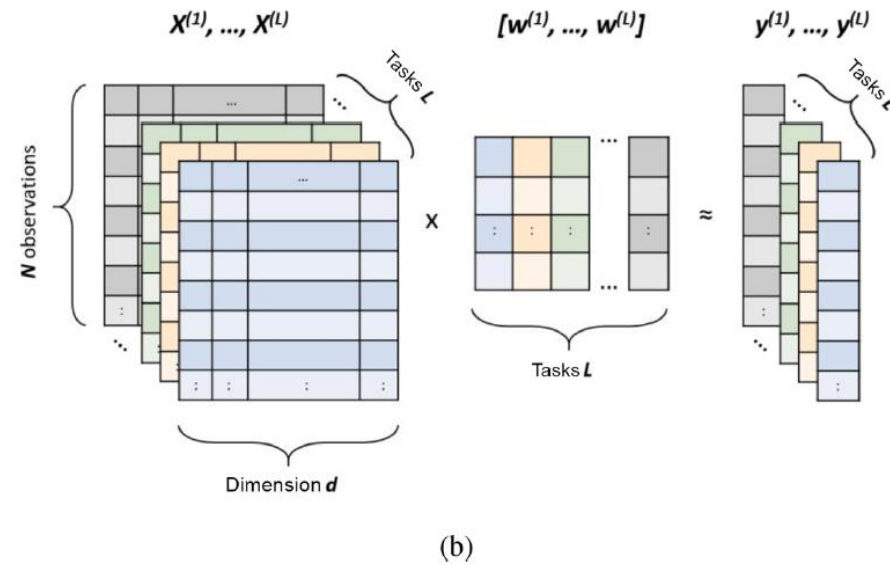 X(1), ..., X(L) [w(1), ..., w(L)] y(1), ..., y(L)
Tasks L
Tasks L
N observations
...
...
...
...
x
: : : :
≈
...
...
...
...
: : : :
:
:
:
Tasks L
Dimension d
(b)